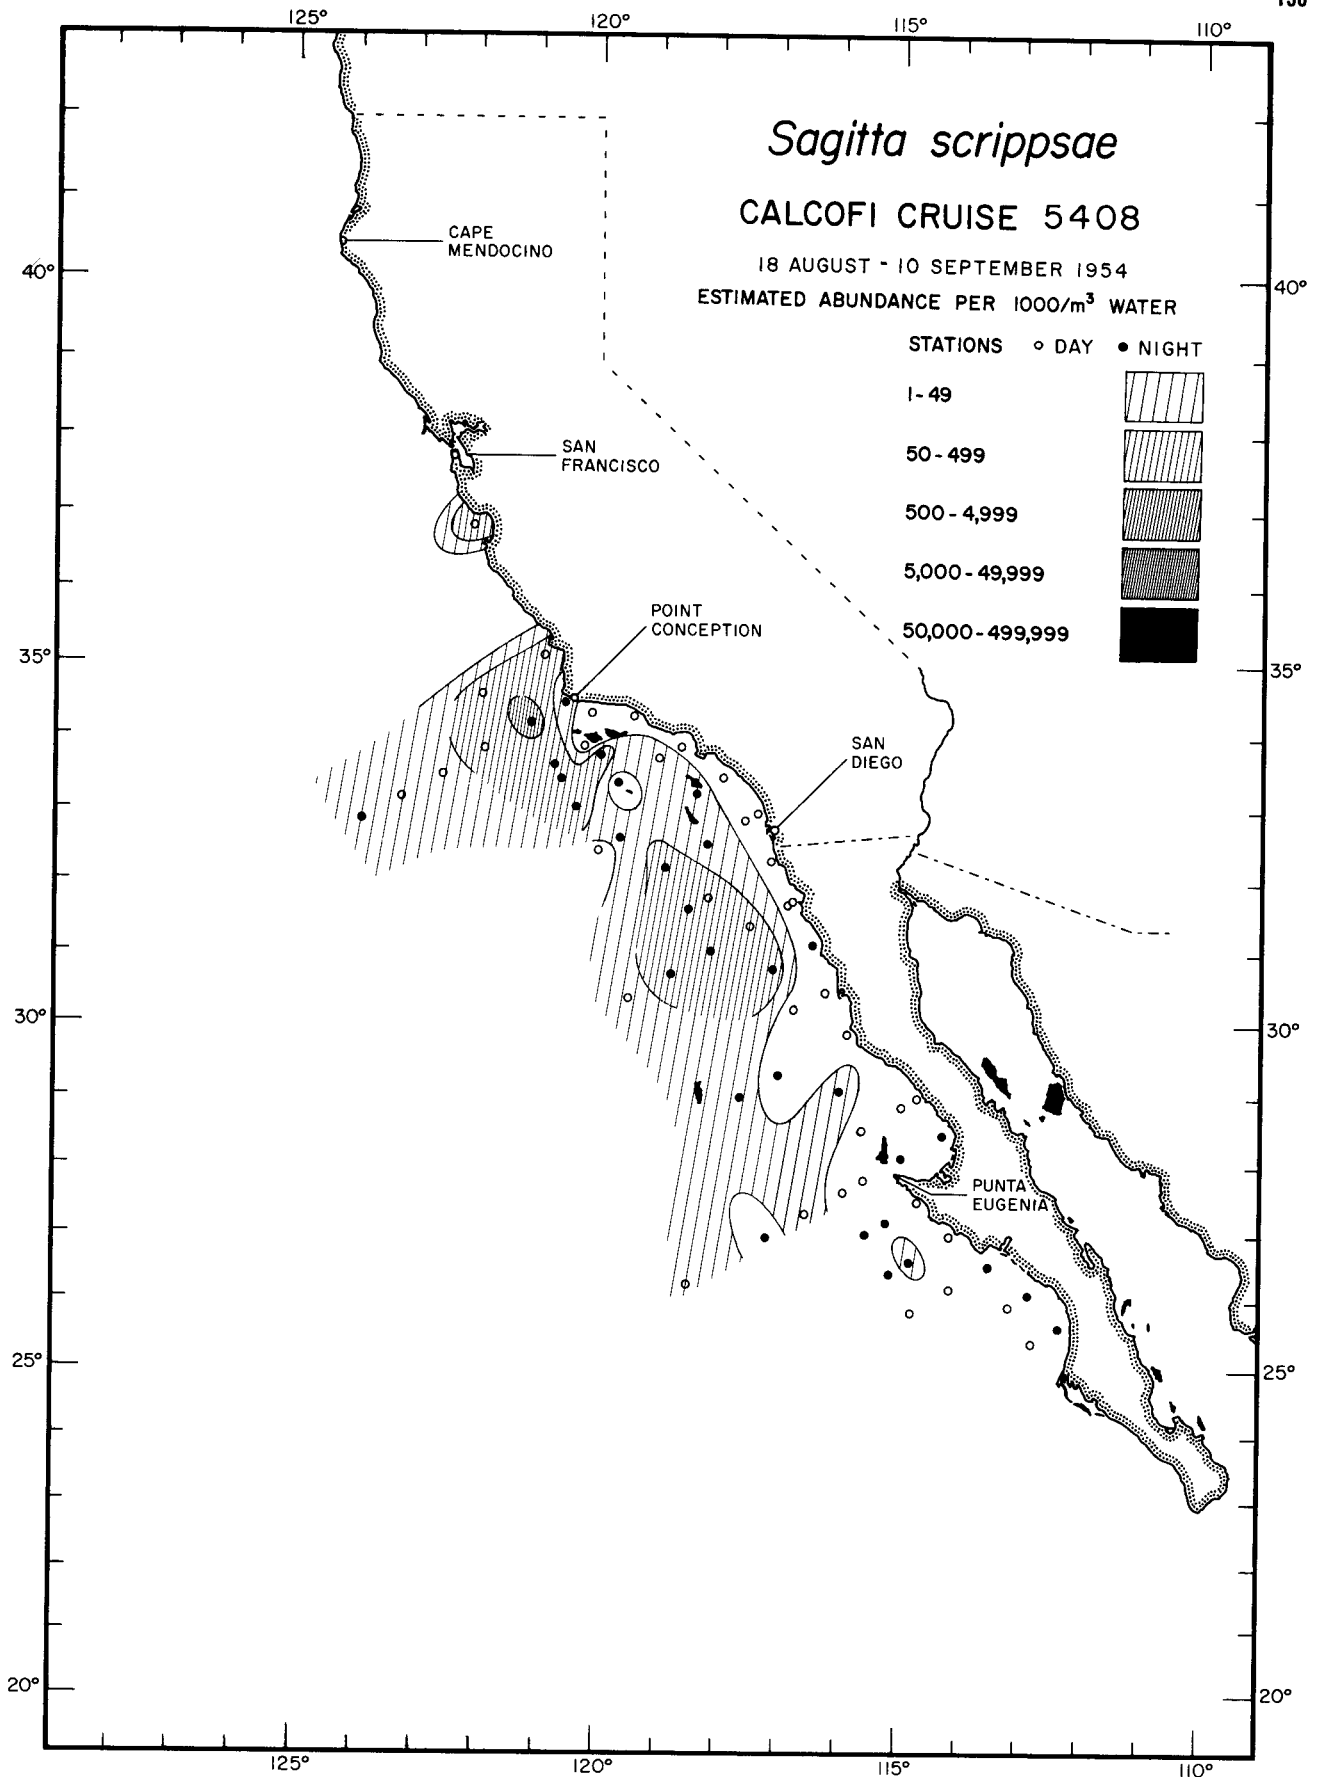 125°
120°
115°
110°
Sagitta scrippsae
CALCOFI CRUISE 5408
18 AUGUST - 10 SEPTEMBER 1954
ESTIMATED ABUNDANCE PER 1000/m³ WATER
STATIONS ○ DAY ● NIGHT
1-49
50-499
500-4,999
5,000-49,999
50,000-499,999
CAPE
MENDOCINO
40°
40°
SAN
FRANCISCO
POINT
CONCEPTION
35°
35°
SAN
DIEGO
30°
30°
PUNTA
EUGENIA
25°
25°
20°
20°
125°
120°
115°
110°